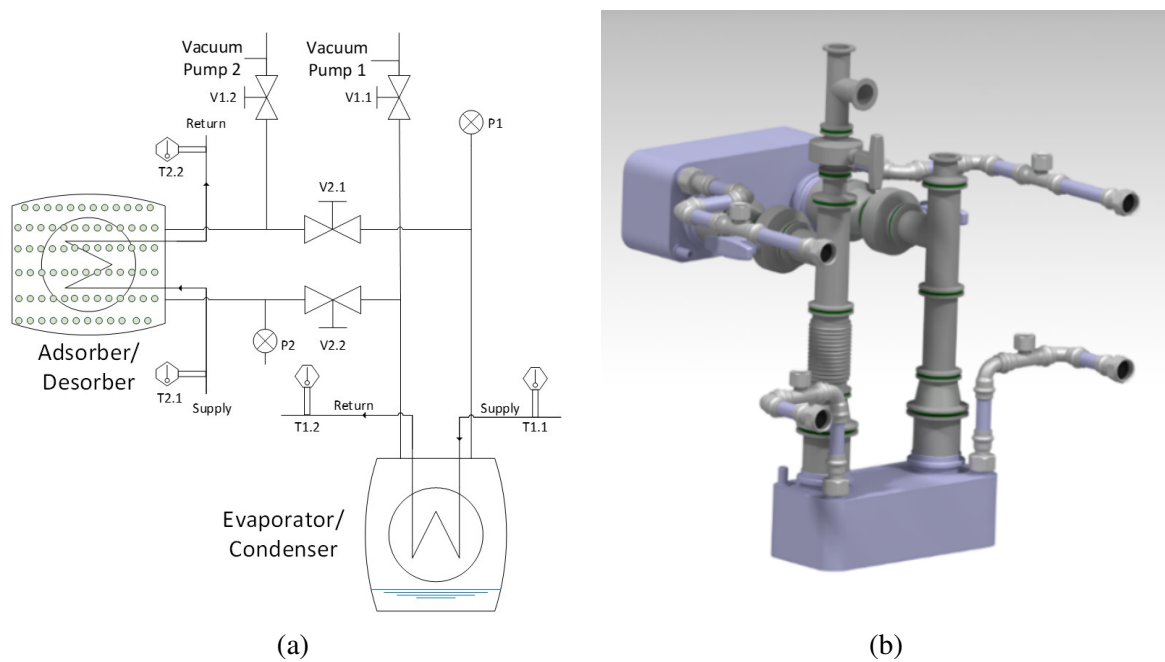 Vacuum
Pump 2
Vacuum
Pump 1
V1.2
V1.1
Return
P1
T2.2
V2.1
V2.2
P2
Adsorber/
Desorber
T2.1
Supply
Return
Supply
T1.2
T1.1
Evaporator/
Condenser
(a)
(b)